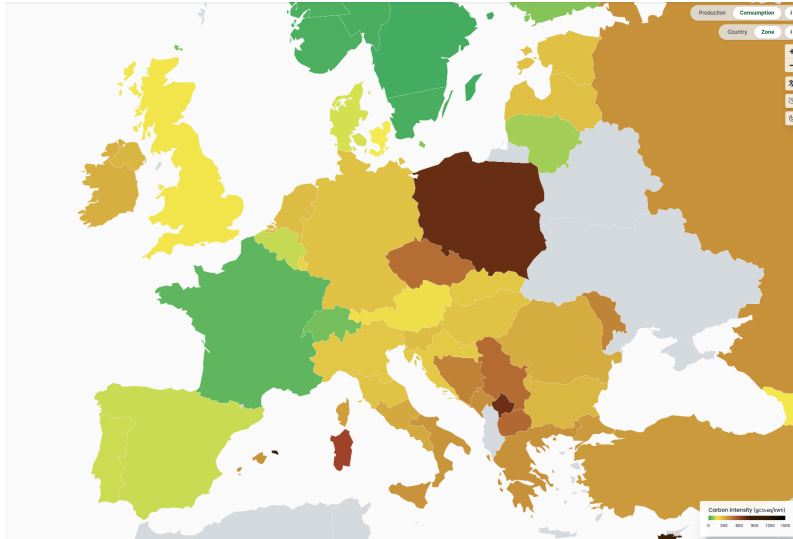 Production Consumption
Country Zone
Carbon Intensity (gCO₂eq/kWh)
0 300 600 900 1200 1500